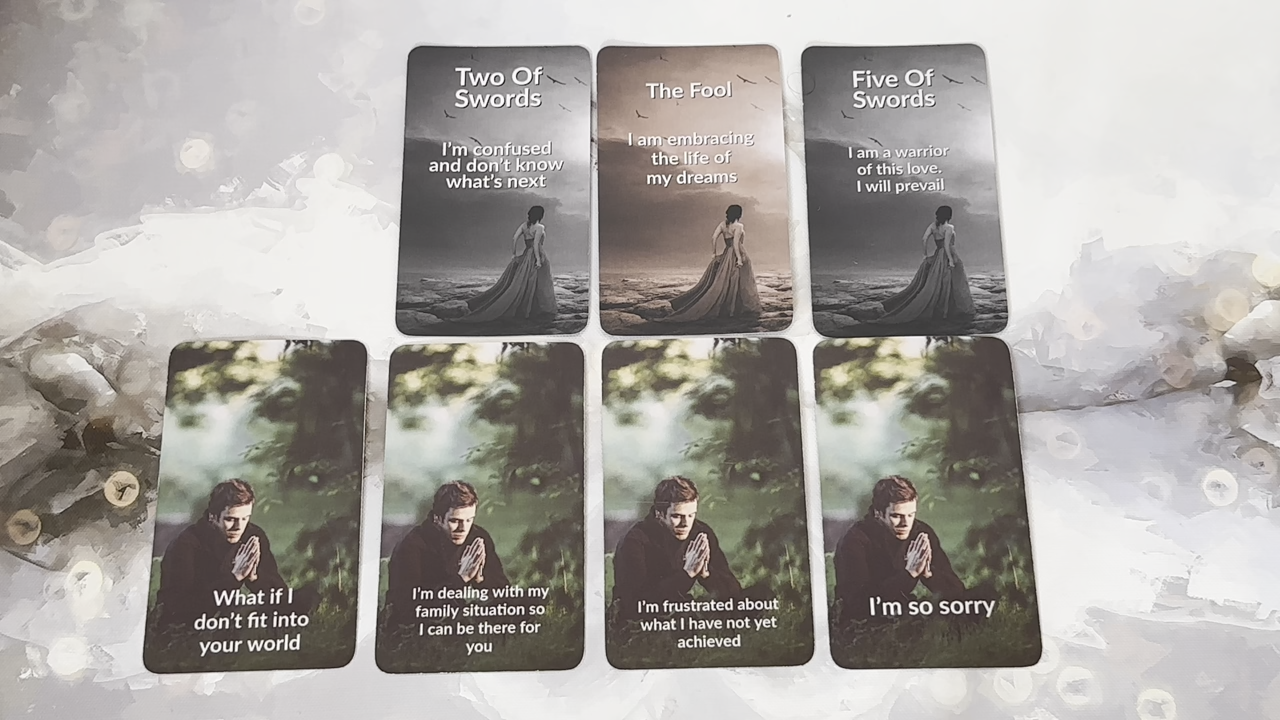 Two Of
Swords
I'm confused
and don't know
what's next
The Fool
I am embracing
the life of
my dreams
Five Of
Swords
I am a warrior
of this love,
I will prevail
What if I
don't fit into
your world
I'm dealing with my
family situation so
I can be there for
you
I'm frustrated about
what I have not yet
achieved
I'm so sorry